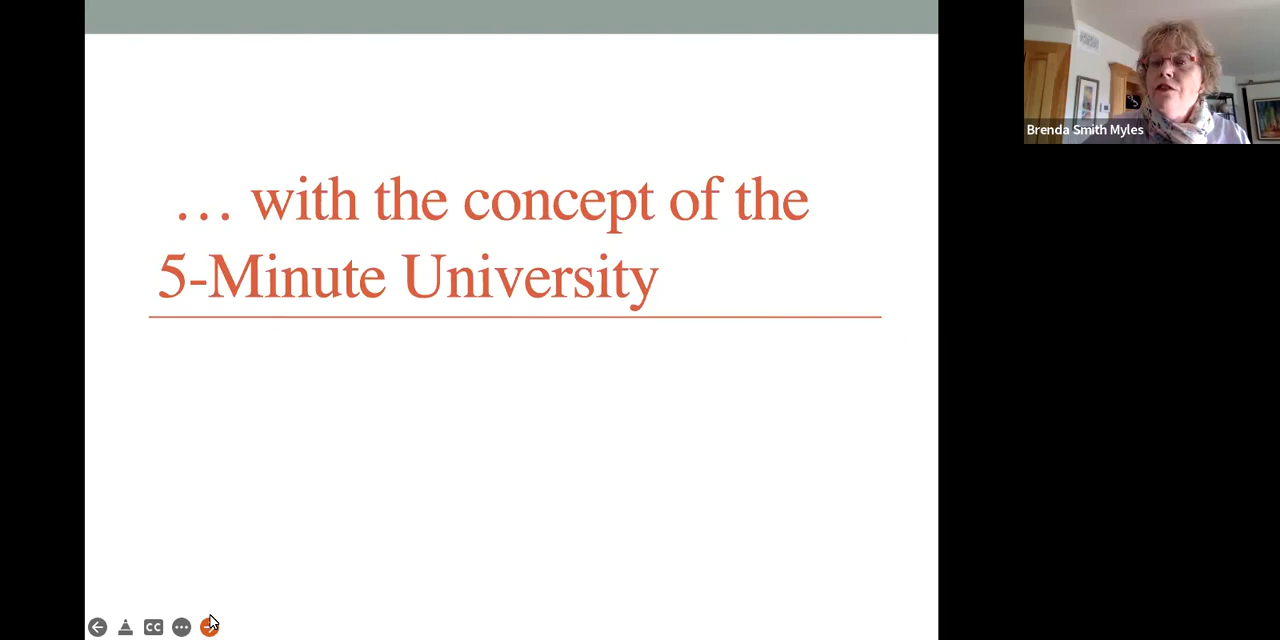 … with the concept of the
5-Minute University
Brenda Smith Myles
CC